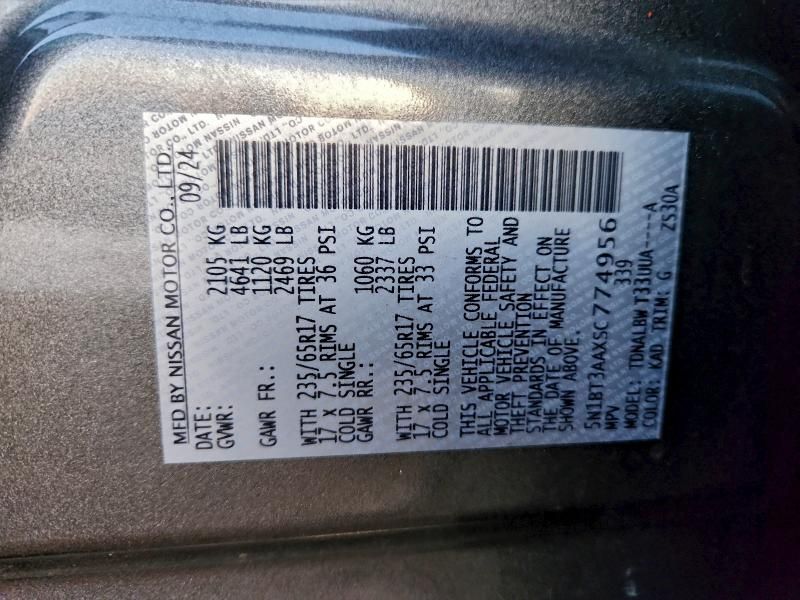 MFD BY NISSAN MOTOR CO., LTD.
DATE: 09/24
GVWR: 2105 KG
4641 LB
GAWR FR.: 1120 KG
2469 LB
WITH 235/65R17 TIRES
17 X 7.5 RIMS AT 36 PSI
COLD SINGLE
GAWR RR.: 1060 KG
2337 LB
WITH 235/65R17 TIRES
17 X 7.5 RIMS AT 33 PSI
COLD SINGLE
THIS VEHICLE CONFORMS TO
ALL APPLICABLE FEDERAL
MOTOR VEHICLE SAFETY AND
THEFT PREVENTION
STANDARDS IN EFFECT ON
THE DATE OF MANUFACTURE
SHOWN ABOVE.
5N1BT3AAXSC774956
MPV 339
MODEL: TDNALBW T33UUA----A
COLOR: KAD TRIM: G ZS30A